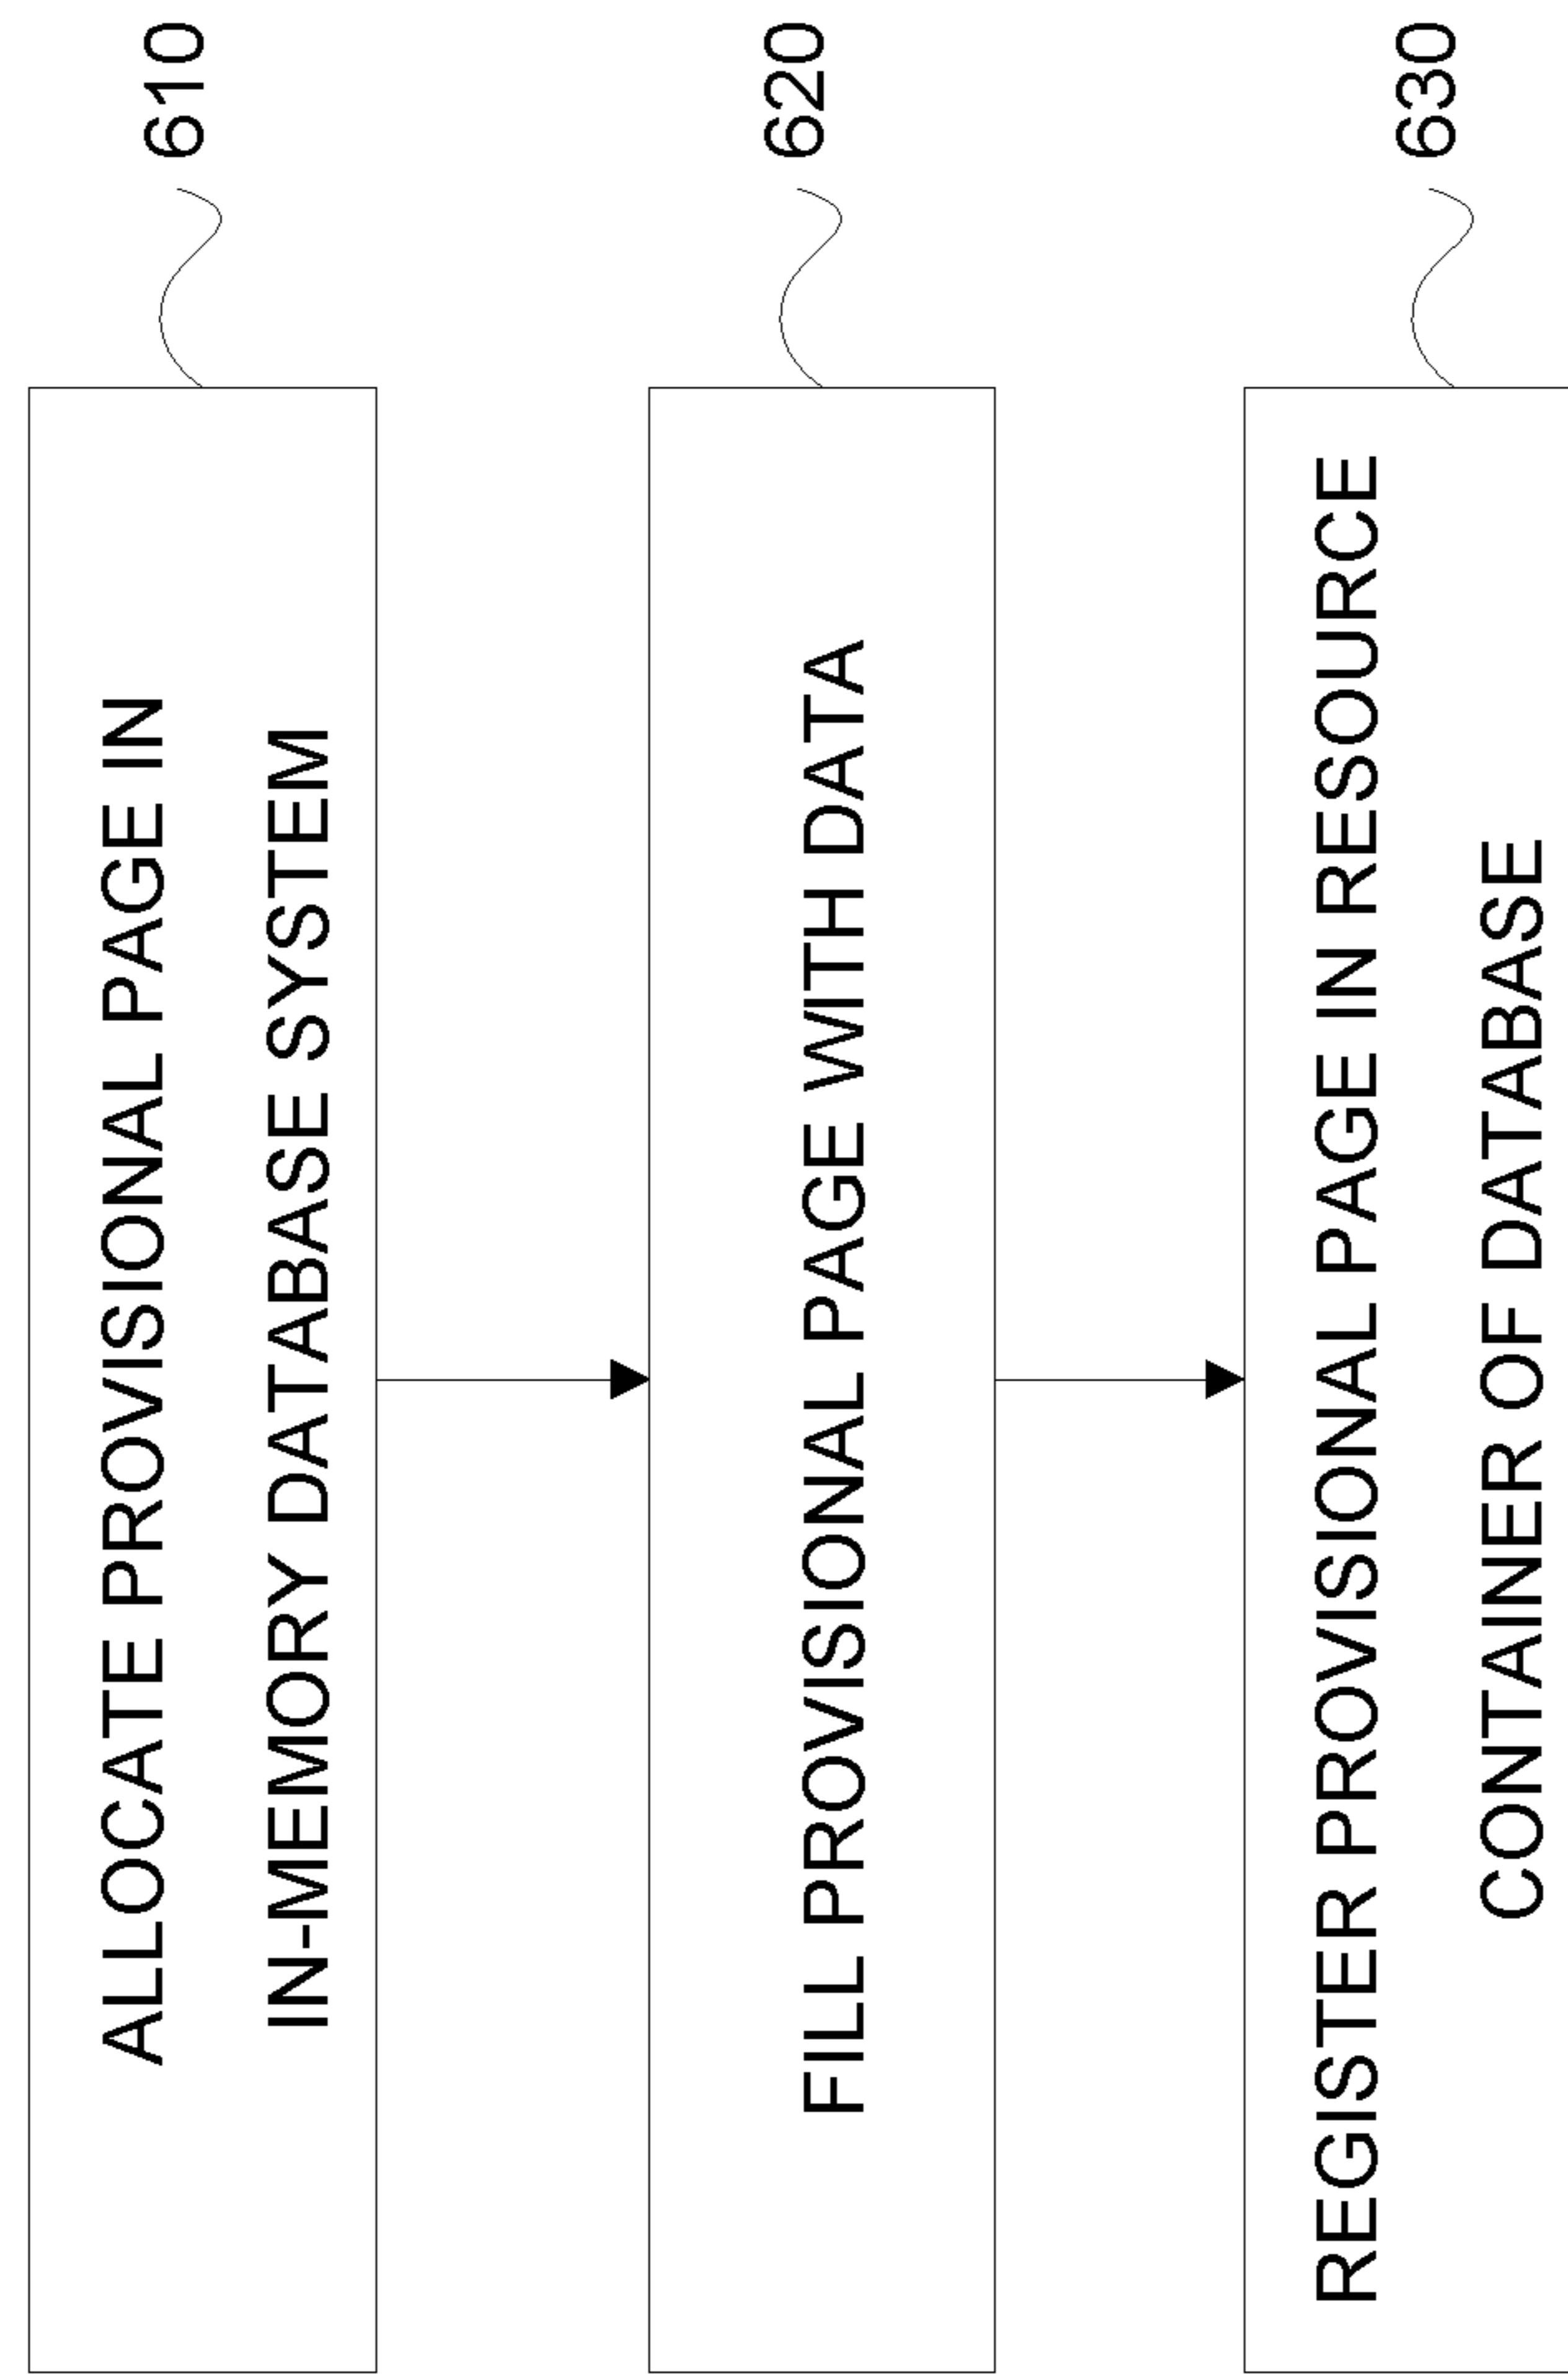 ALLOCATE PROVISIONAL PAGE IN
IN-MEMORY DATABASE SYSTEM
610
FILL PROVISIONAL PAGE WITH DATA
620
REGISTER PROVISIONAL PAGE IN RESOURCE
CONTAINER OF DATABASE
630